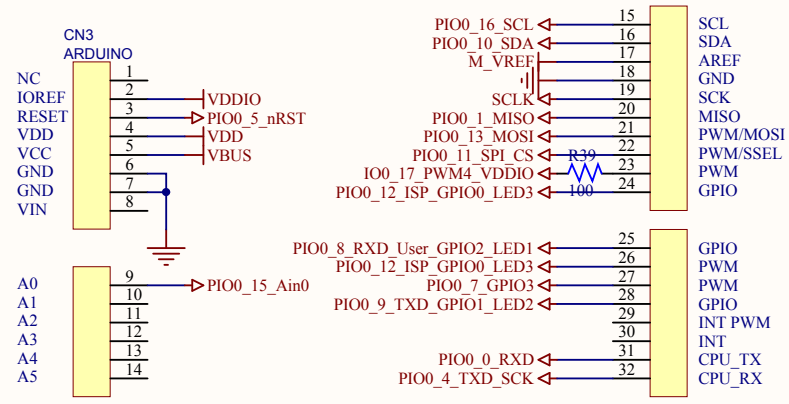 CN3
ARDUINO
NC 1
IOREF 2 VDDIO
RESET 3 PIO0_5_nRST
VDD 4 VDD
VCC 5 VBUS
GND 6
GND 7
VIN 8
A0 9 PIO0_15_Ain0
A1 10
A2 11
A3 12
A4 13
A5 14
PIO0_16_SCL 15 SCL
PIO0_10_SDA 16 SDA
M_VREF 17 AREF
18 GND
SCLK 19 SCK
PIO0_1_MISO 20 MISO
PIO0_13_MOSI 21 PWM/MOSI
PIO0_11_SPI_CS 22 PWM/SSEL
R39
IO0_17_PWM4_VDDIO 23 PWM
100
PIO0_12_ISP_GPIO0_LED3 24 GPIO
PIO0_8_RXD_User_GPIO2_LED1 25 GPIO
PIO0_12_ISP_GPIO0_LED3 26 PWM
PIO0_7_GPIO3 27 PWM
PIO0_9_TXD_GPIO1_LED2 28 GPIO
29 INT PWM
30 INT
PIO0_0_RXD 31 CPU_TX
PIO0_4_TXD_SCK 32 CPU_RX